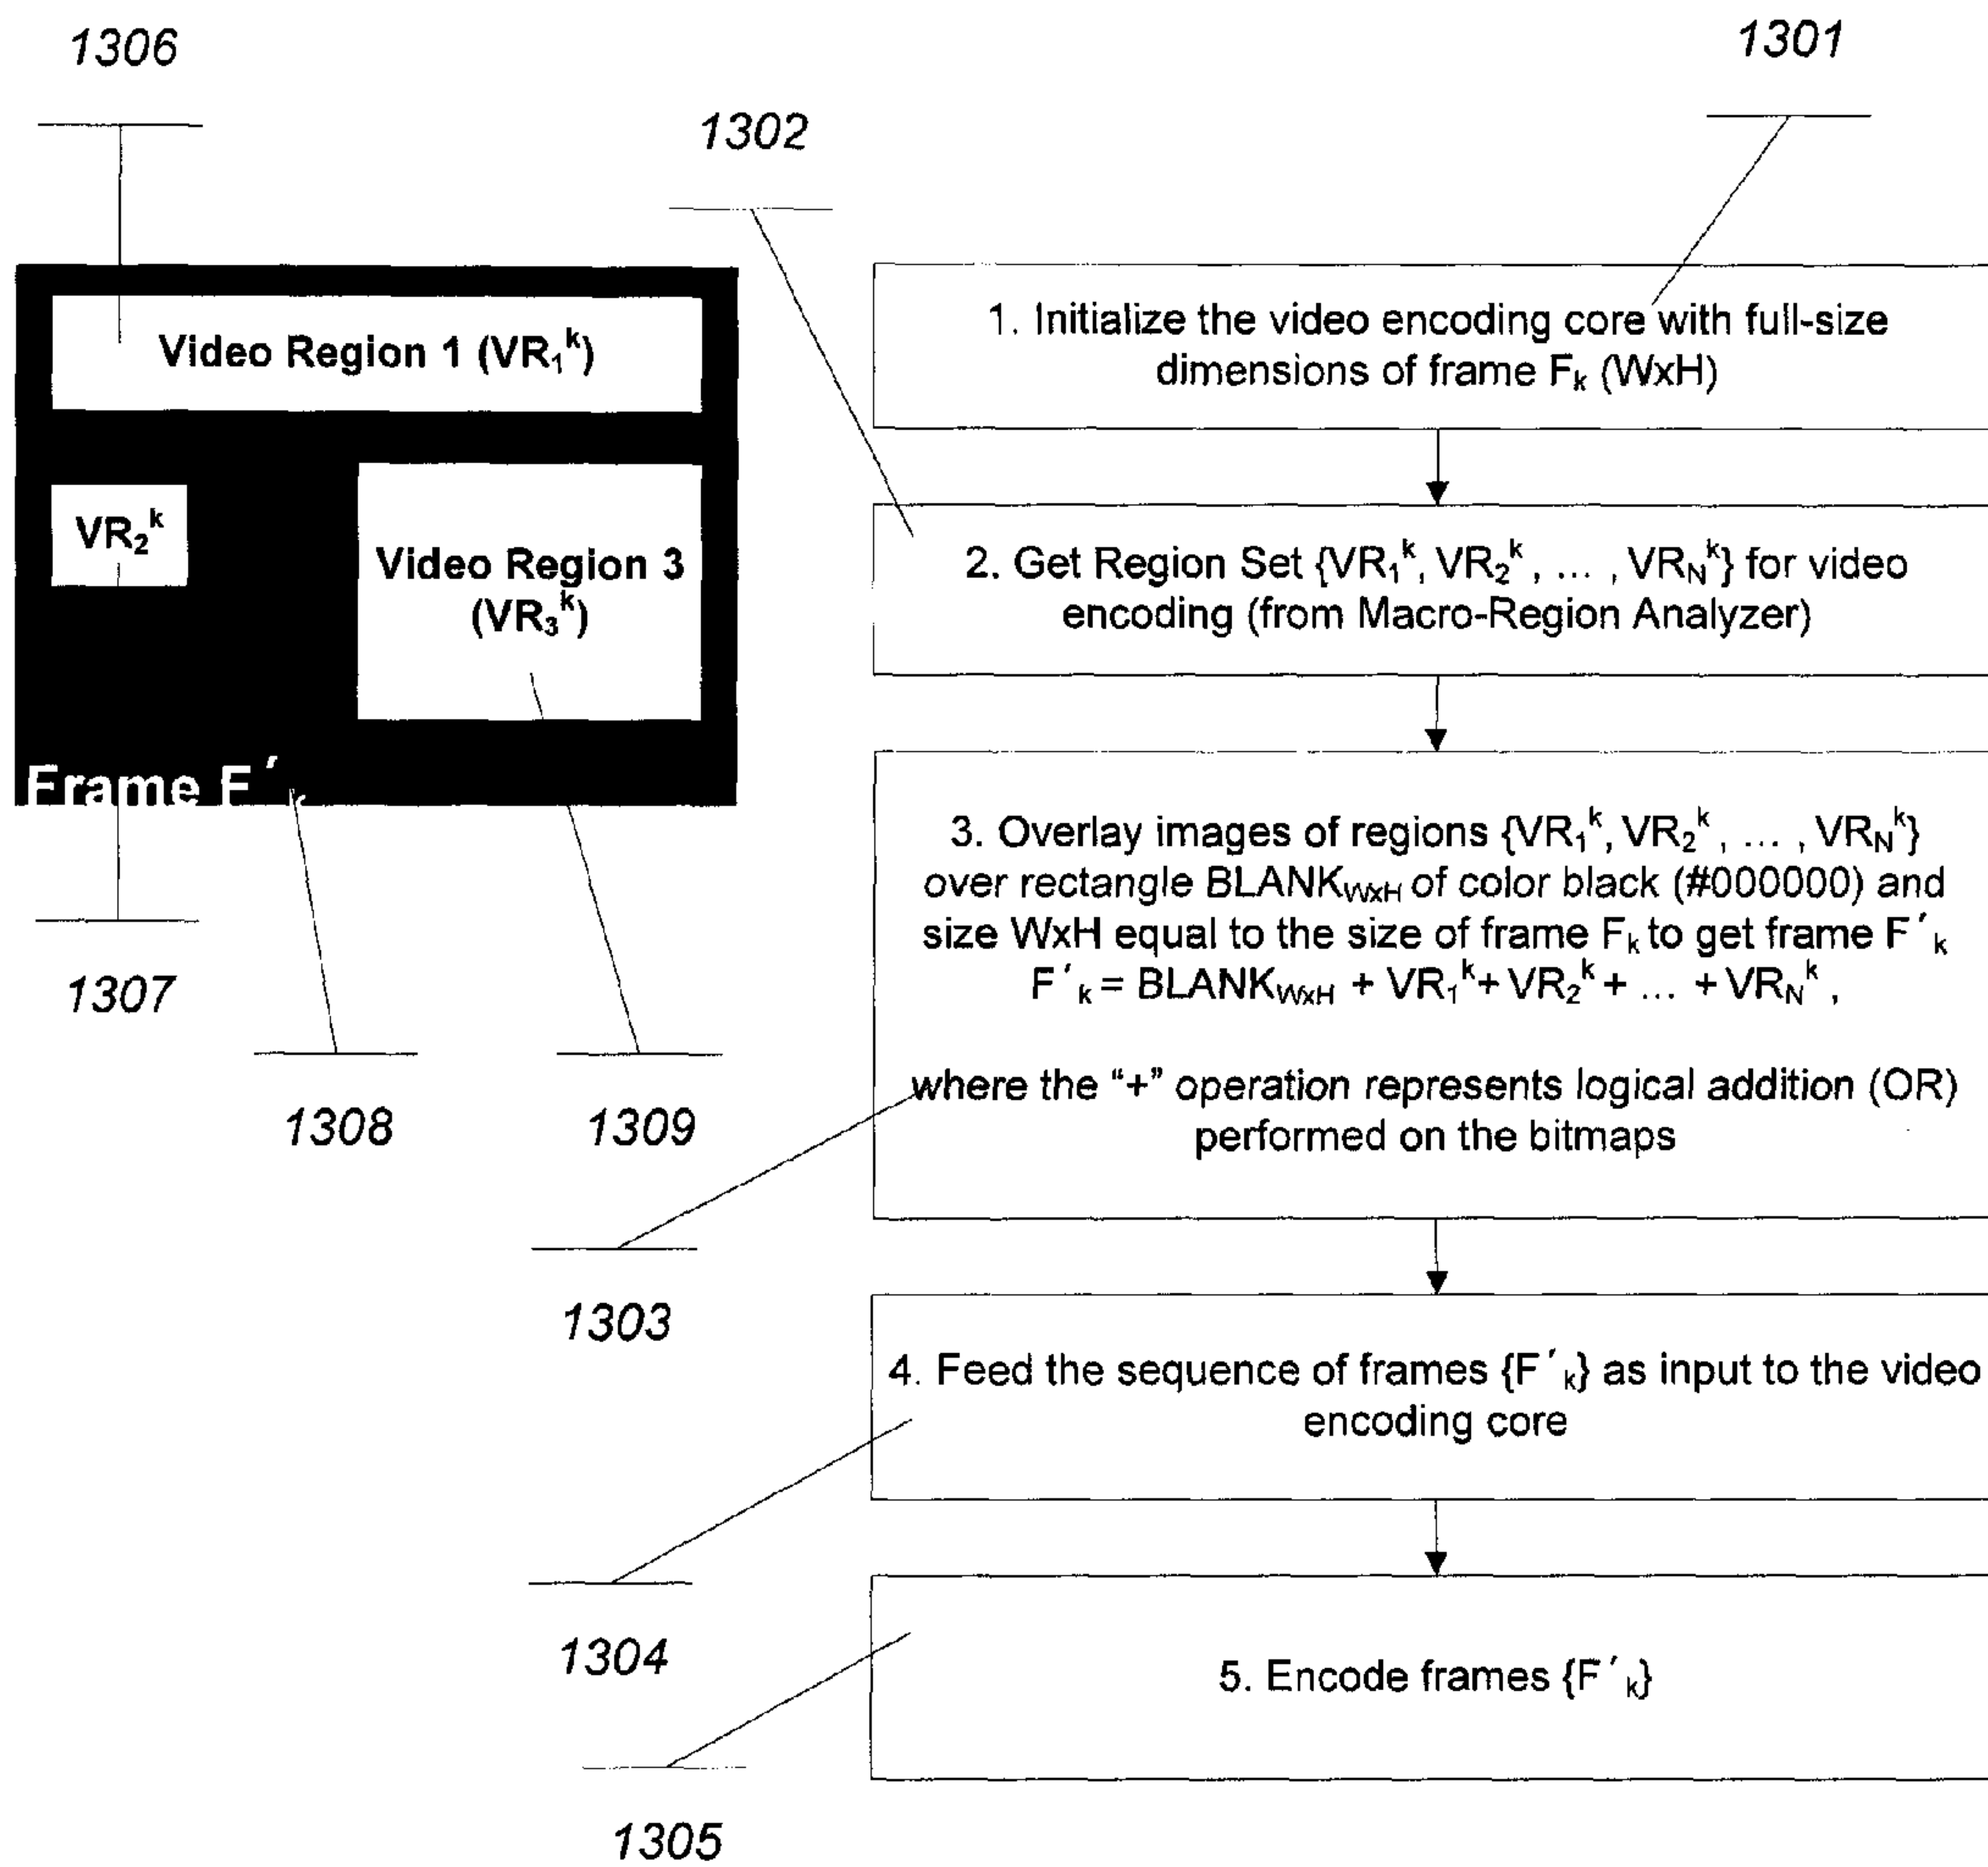 1306
1301
1302
Video Region 1 (VR₁ᵏ)
VR₂ᵏ
Video Region 3
(VR₃ᵏ)
Frame F′ₖ
1307
1308
1309
1303
1304
1305
1. Initialize the video encoding core with full-size
dimensions of frame Fₖ (WxH)
2. Get Region Set {VR₁ᵏ, VR₂ᵏ, ... , VR_Nᵏ} for video
encoding (from Macro-Region Analyzer)
3. Overlay images of regions {VR₁ᵏ, VR₂ᵏ, ... , VR_Nᵏ}
over rectangle BLANK_WxH of color black (#000000) and
size WxH equal to the size of frame Fₖ to get frame F′ₖ
F′ₖ = BLANK_WxH + VR₁ᵏ + VR₂ᵏ + ... + VR_Nᵏ ,
where the “+” operation represents logical addition (OR)
performed on the bitmaps
4. Feed the sequence of frames {F′ₖ} as input to the video
encoding core
5. Encode frames {F′ₖ}